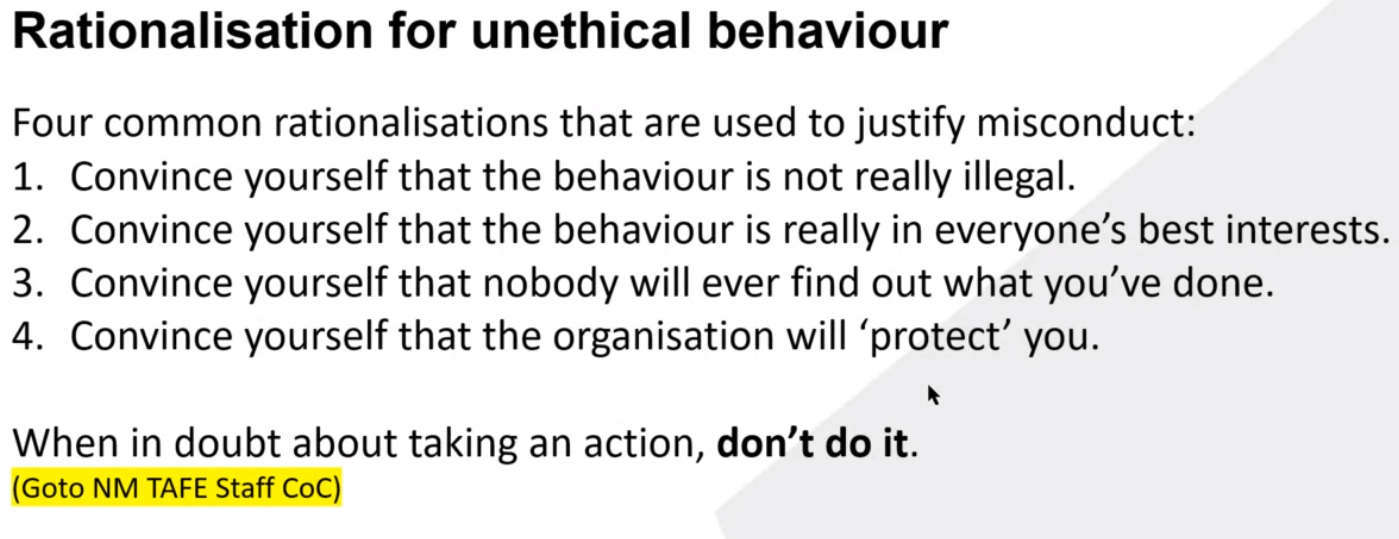 Rationalisation for unethical behaviour
Four common rationalisations that are used to justify misconduct:
1. Convince yourself that the behaviour is not really illegal.
2. Convince yourself that the behaviour is really in everyone’s best interests.
3. Convince yourself that nobody will ever find out what you’ve done.
4. Convince yourself that the organisation will ‘protect’ you.
When in doubt about taking an action, don’t do it.
(Goto NM TAFE Staff CoC)